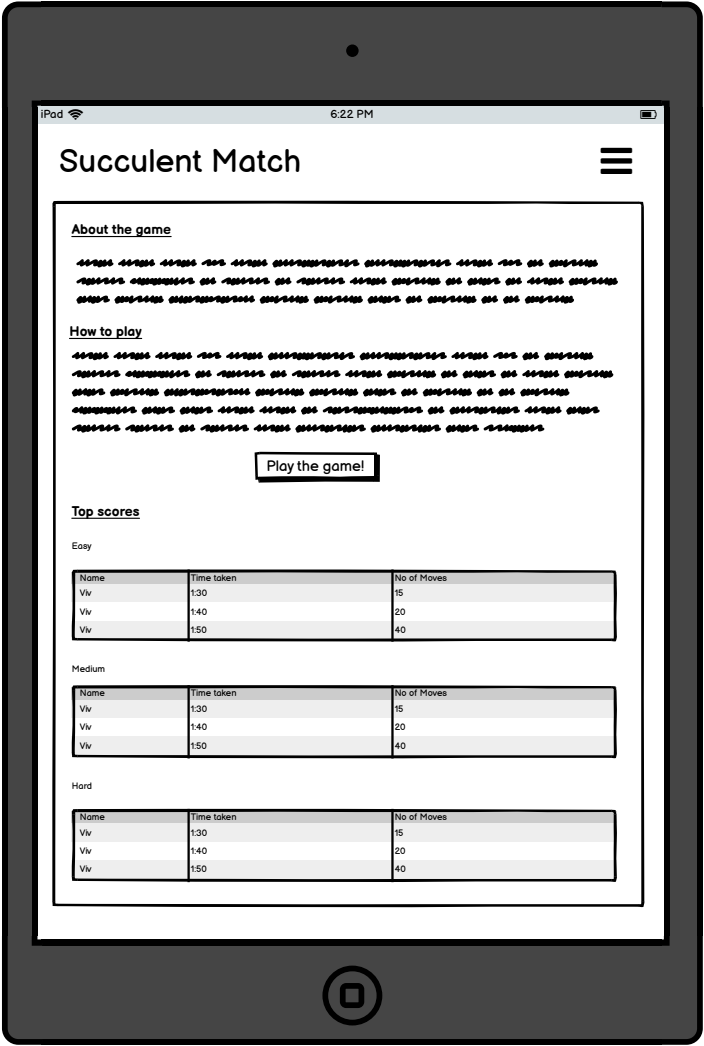 iPad 6:22 PM
Succulent Match
About the game
How to play
Play the game!
Top scores
Easy
Name Time taken No of Moves
Viv 1:30 15
Viv 1:40 20
Viv 1:50 40
Medium
Name Time taken No of Moves
Viv 1:30 15
Viv 1:40 20
Viv 1:50 40
Hard
Name Time taken No of Moves
Viv 1:30 15
Viv 1:40 20
Viv 1:50 40